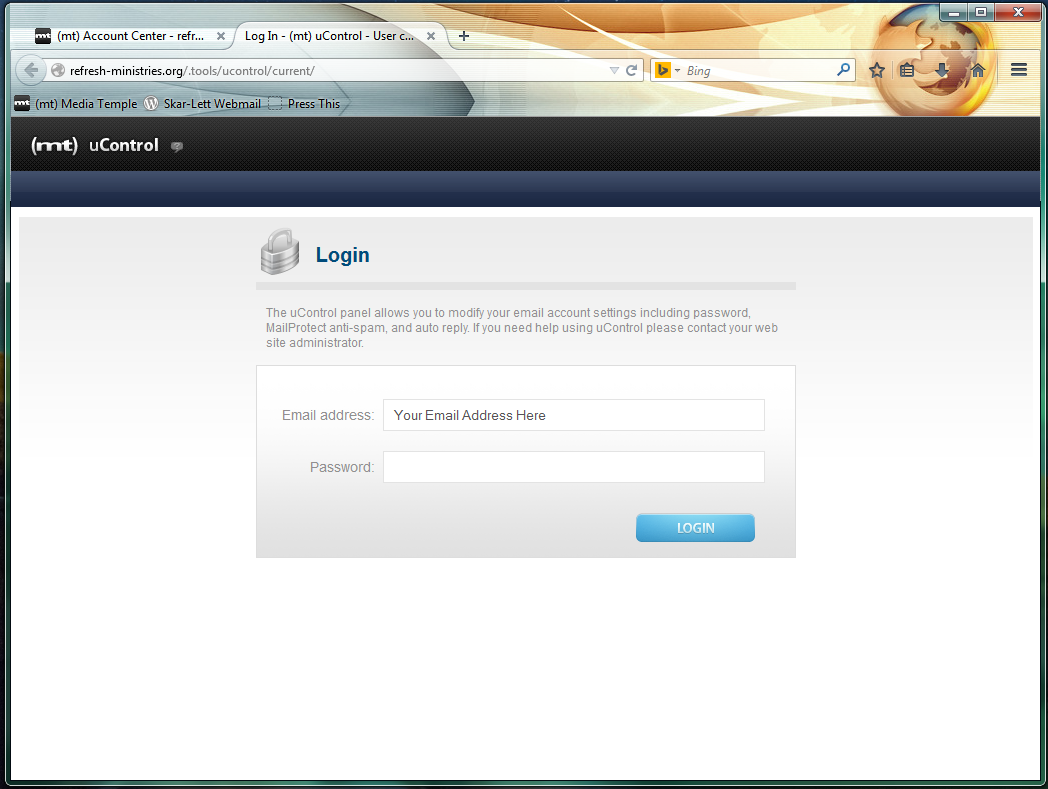 (mt) Account Center - refr...
Log In - (mt) uControl - User c...
refresh-ministries.org/.tools/ucontrol/current/
Bing
mt (mt) Media Temple
Skar-Lett Webmail
Press This
(mt) uControl
Login
The uControl panel allows you to modify your email account settings including password,
MailProtect anti-spam, and auto reply. If you need help using uControl please contact your web
site administrator.
Email address: Your Email Address Here
Password:
LOGIN